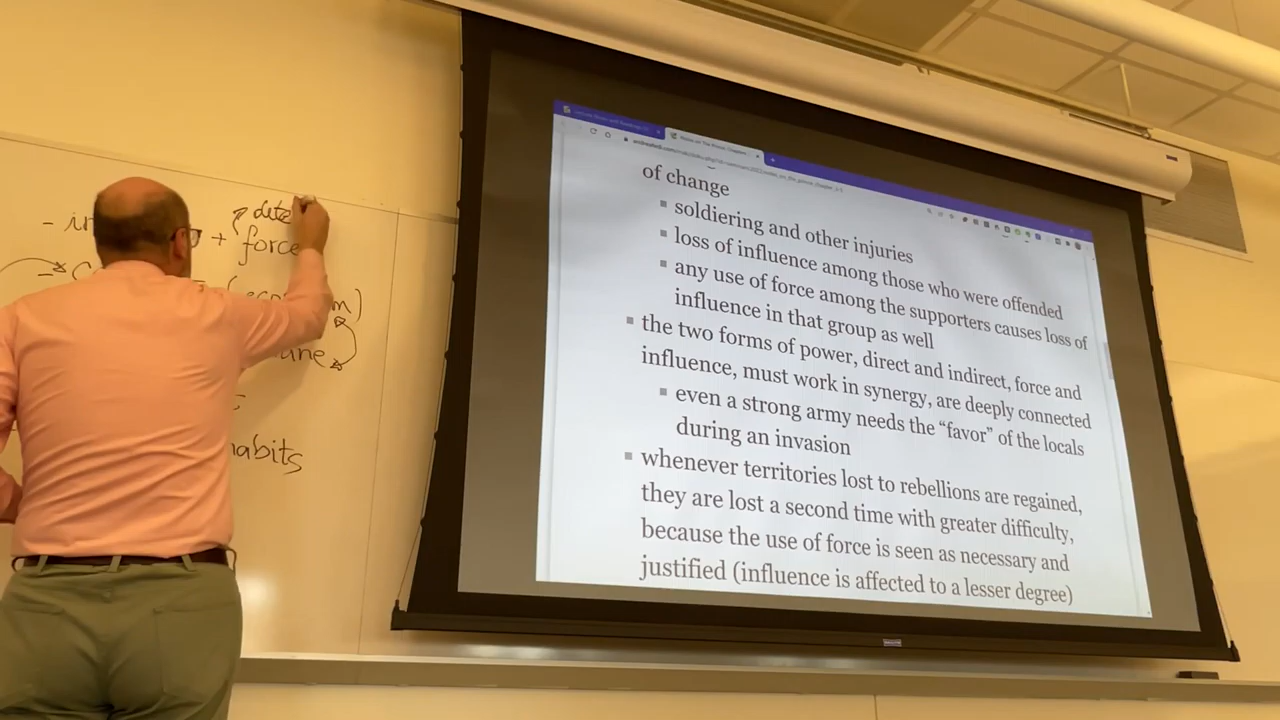 of change
▪ soldiering and other injuries
▪ loss of influence among those who were offended
▪ any use of force among the supporters causes loss of
influence in that group as well
▪ the two forms of power, direct and indirect, force and
influence, must work in synergy, are deeply connected
▪ even a strong army needs the “favor” of the locals
during an invasion
▪ whenever territories lost to rebellions are regained,
they are lost a second time with greater difficulty,
because the use of force is seen as necessary and
justified (influence is affected to a lesser degree)
- in
+ force
dete
habits